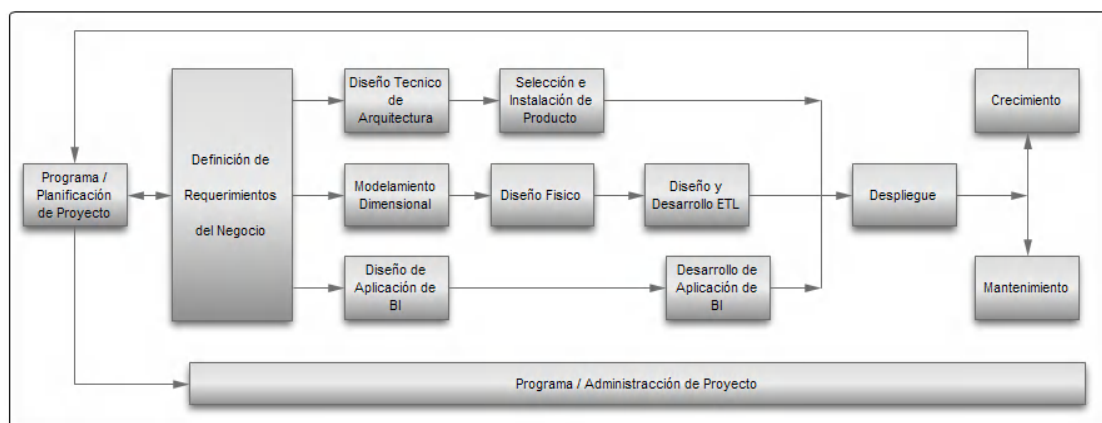 Programa /
Planificación
de Proyecto
Definición de
Requerimientos
del Negocio
Diseño Tecnico
de
Arquitectura
Selección e
Instalación de
Producto
Modelamiento
Dimensional
Diseño Fisico
Diseño y
Desarrollo ETL
Diseño de
Aplicación de
BI
Desarrollo de
Aplicación de
BI
Despliegue
Crecimiento
Mantenimiento
Programa / Administracción de Proyecto